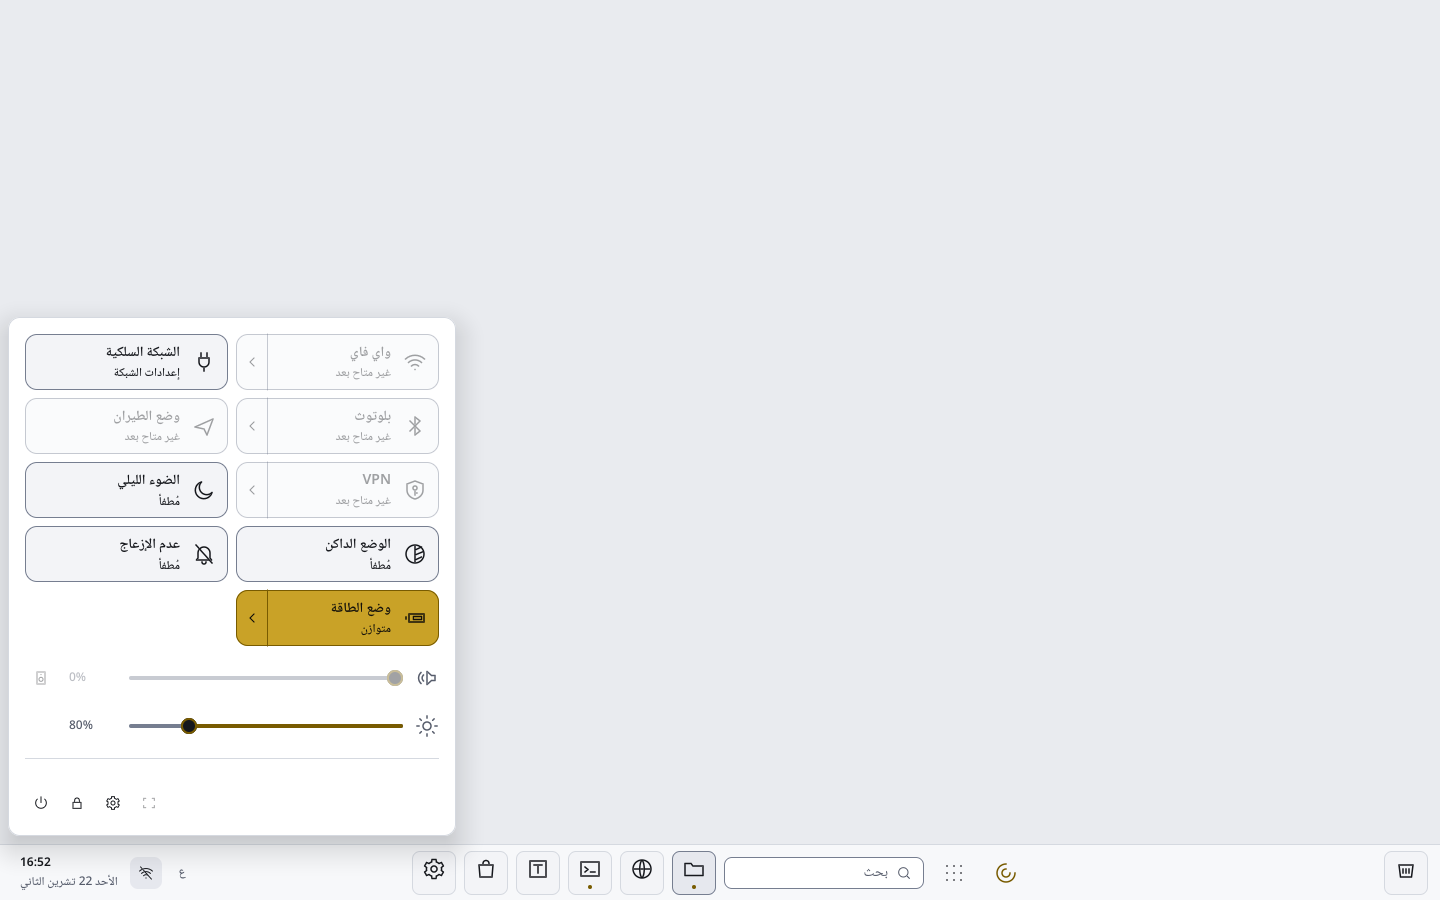 واي فاي
غير متاح بعد
الشبكة السلكية
إعدادات الشبكة
بلوتوث
غير متاح بعد
وضع الطيران
غير متاح بعد
VPN
غير متاح بعد
الضوء الليلي
مُطفأ
الوضع الداكن
مُطفأ
عدم الإزعاج
مُطفأ
وضع الطاقة
متوازن
0%
80%
بحث
ع
16:52
الأحد 22 تشرين الثاني